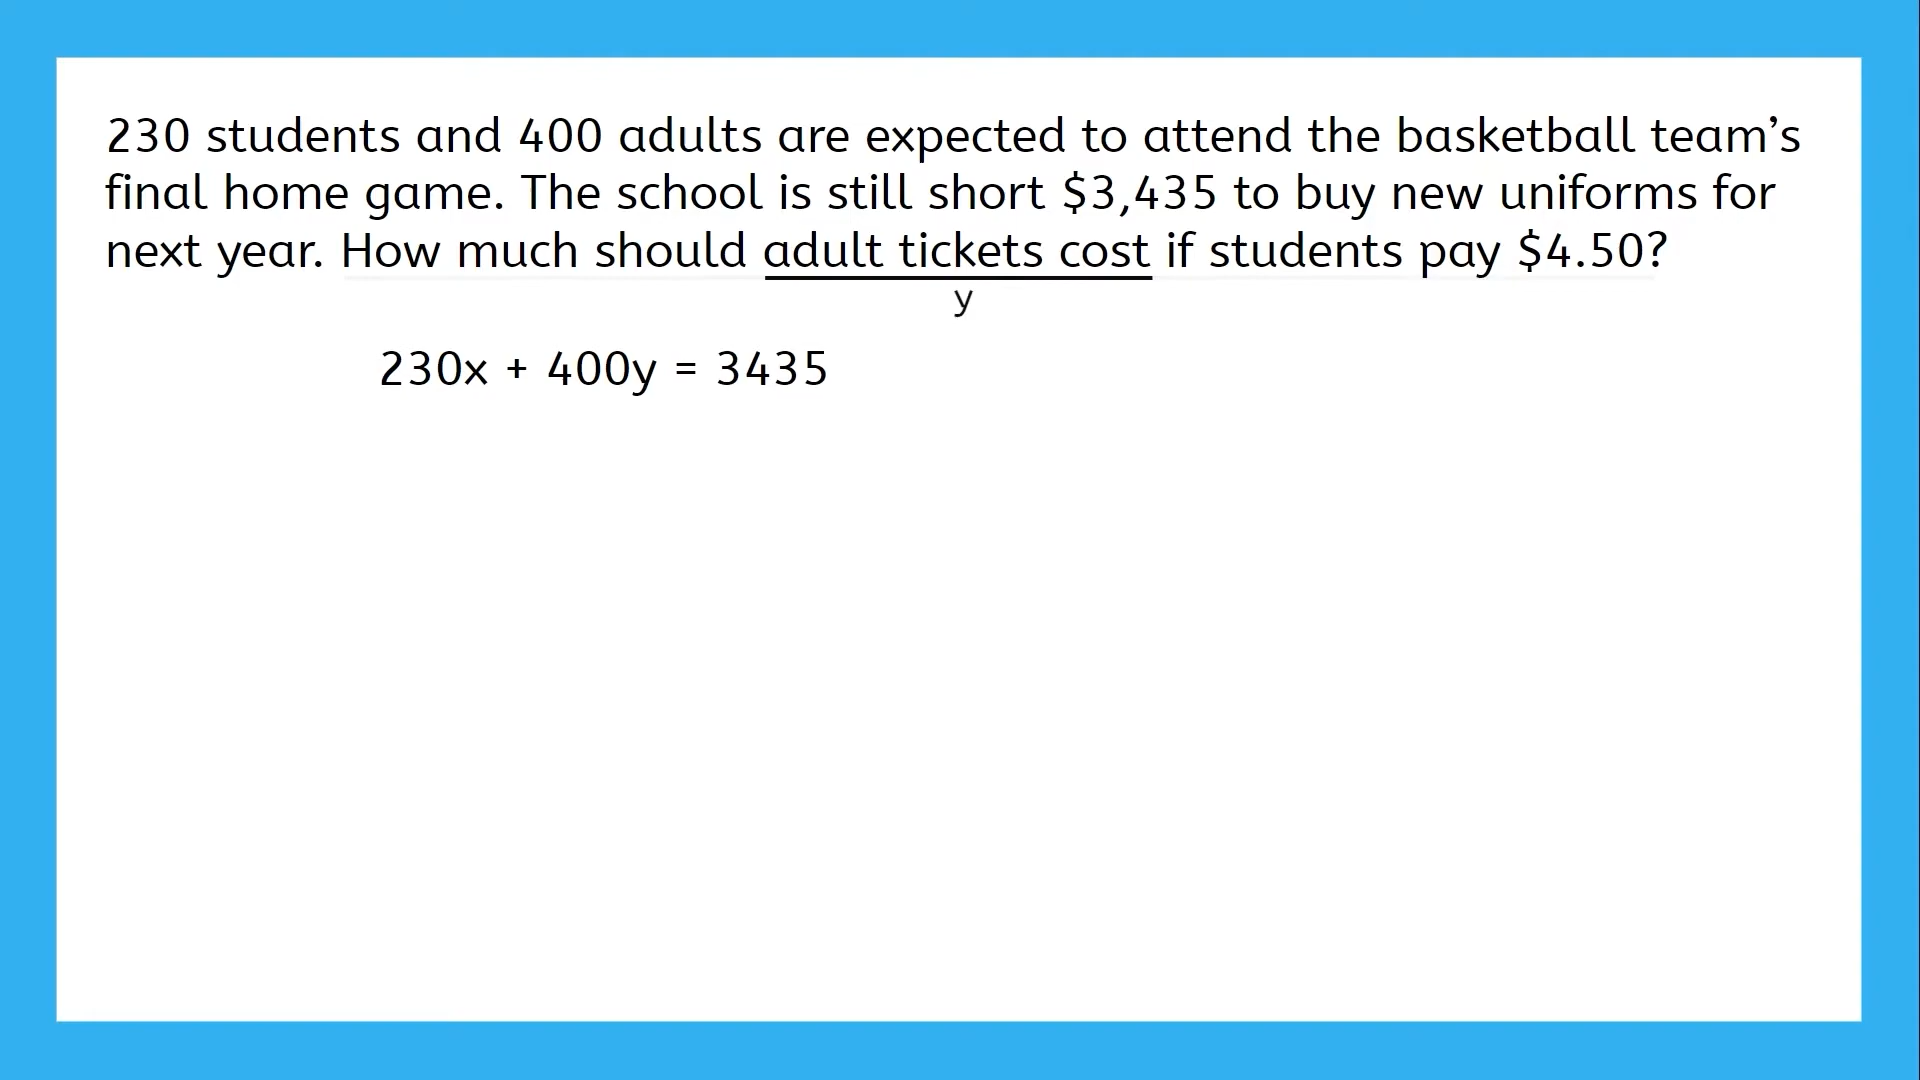 230 students and 400 adults are expected to attend the basketball team’s
final home game. The school is still short $3,435 to buy new uniforms for
next year. How much should adult tickets cost if students pay $4.50?
y
230x + 400y = 3435